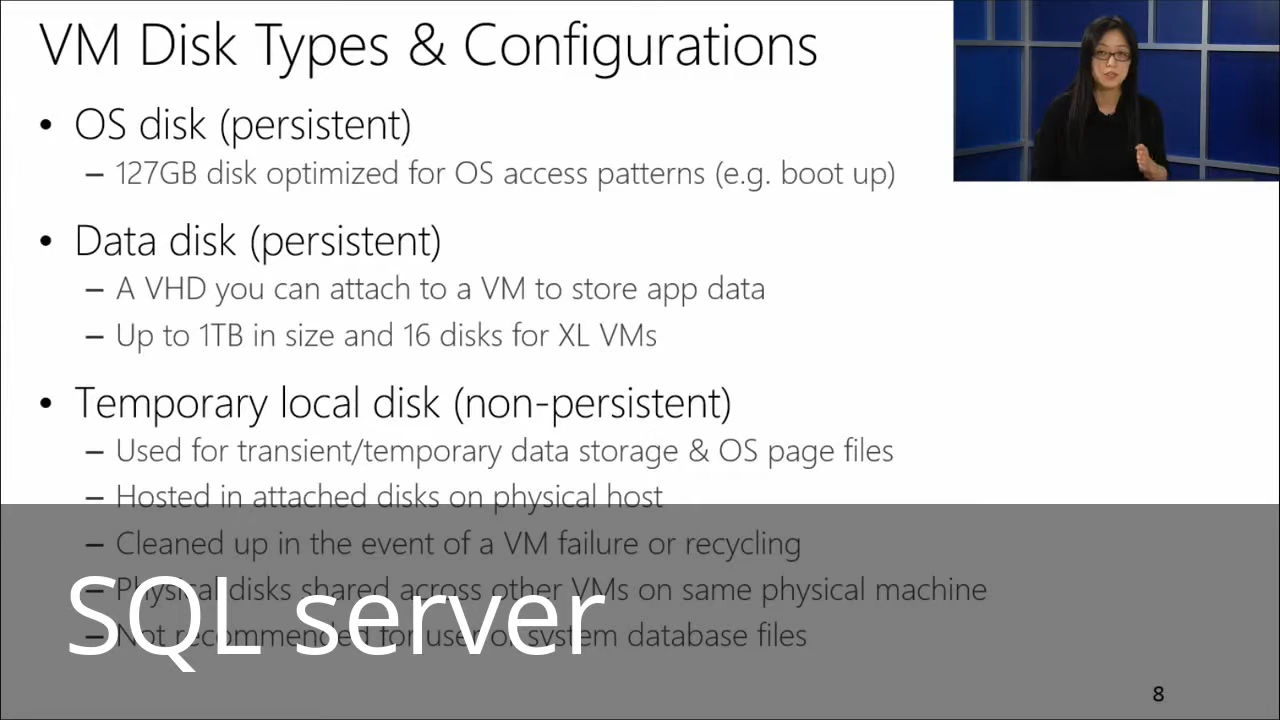 VM Disk Types & Configurations
• OS disk (persistent)
– 127GB disk optimized for OS access patterns (e.g. boot up)
• Data disk (persistent)
– A VHD you can attach to a VM to store app data
– Up to 1TB in size and 16 disks for XL VMs
• Temporary local disk (non-persistent)
– Used for transient/temporary data storage & OS page files
– Hosted in attached disks on physical host
– Cleaned up in the event of a VM failure or recycling
– Physical disks shared across other VMs on same physical machine
– Not recommended for user or system database files
SQL server
8